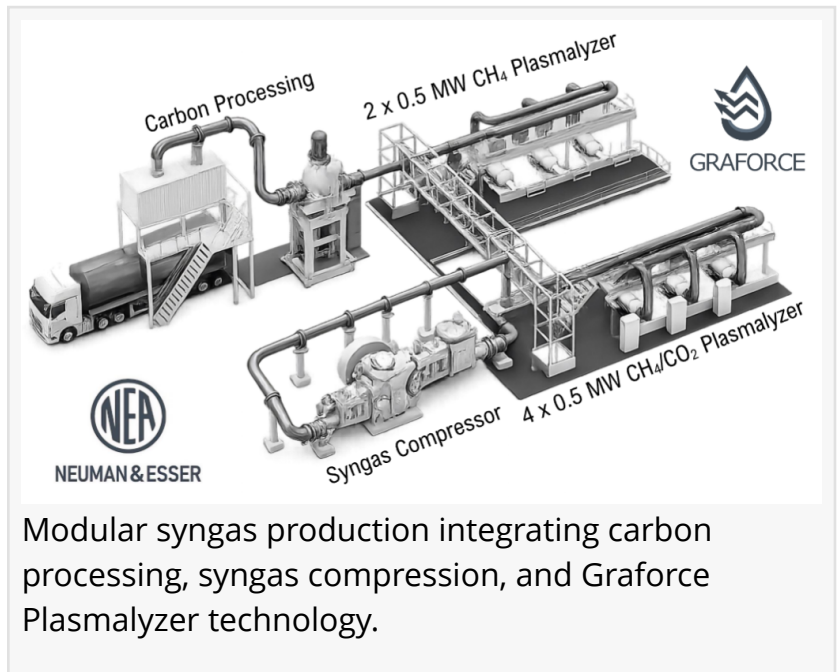 Carbon Processing
2 x 0.5 MW CH₄ Plasmalyzer
GRAFORCE
4 x 0.5 MW CH₄/CO₂ Plasmalyzer
Syngas Compressor
NEA
NEUMAN & ESSER
Modular syngas production integrating carbon
processing, syngas compression, and Graforce
Plasmalyzer technology.